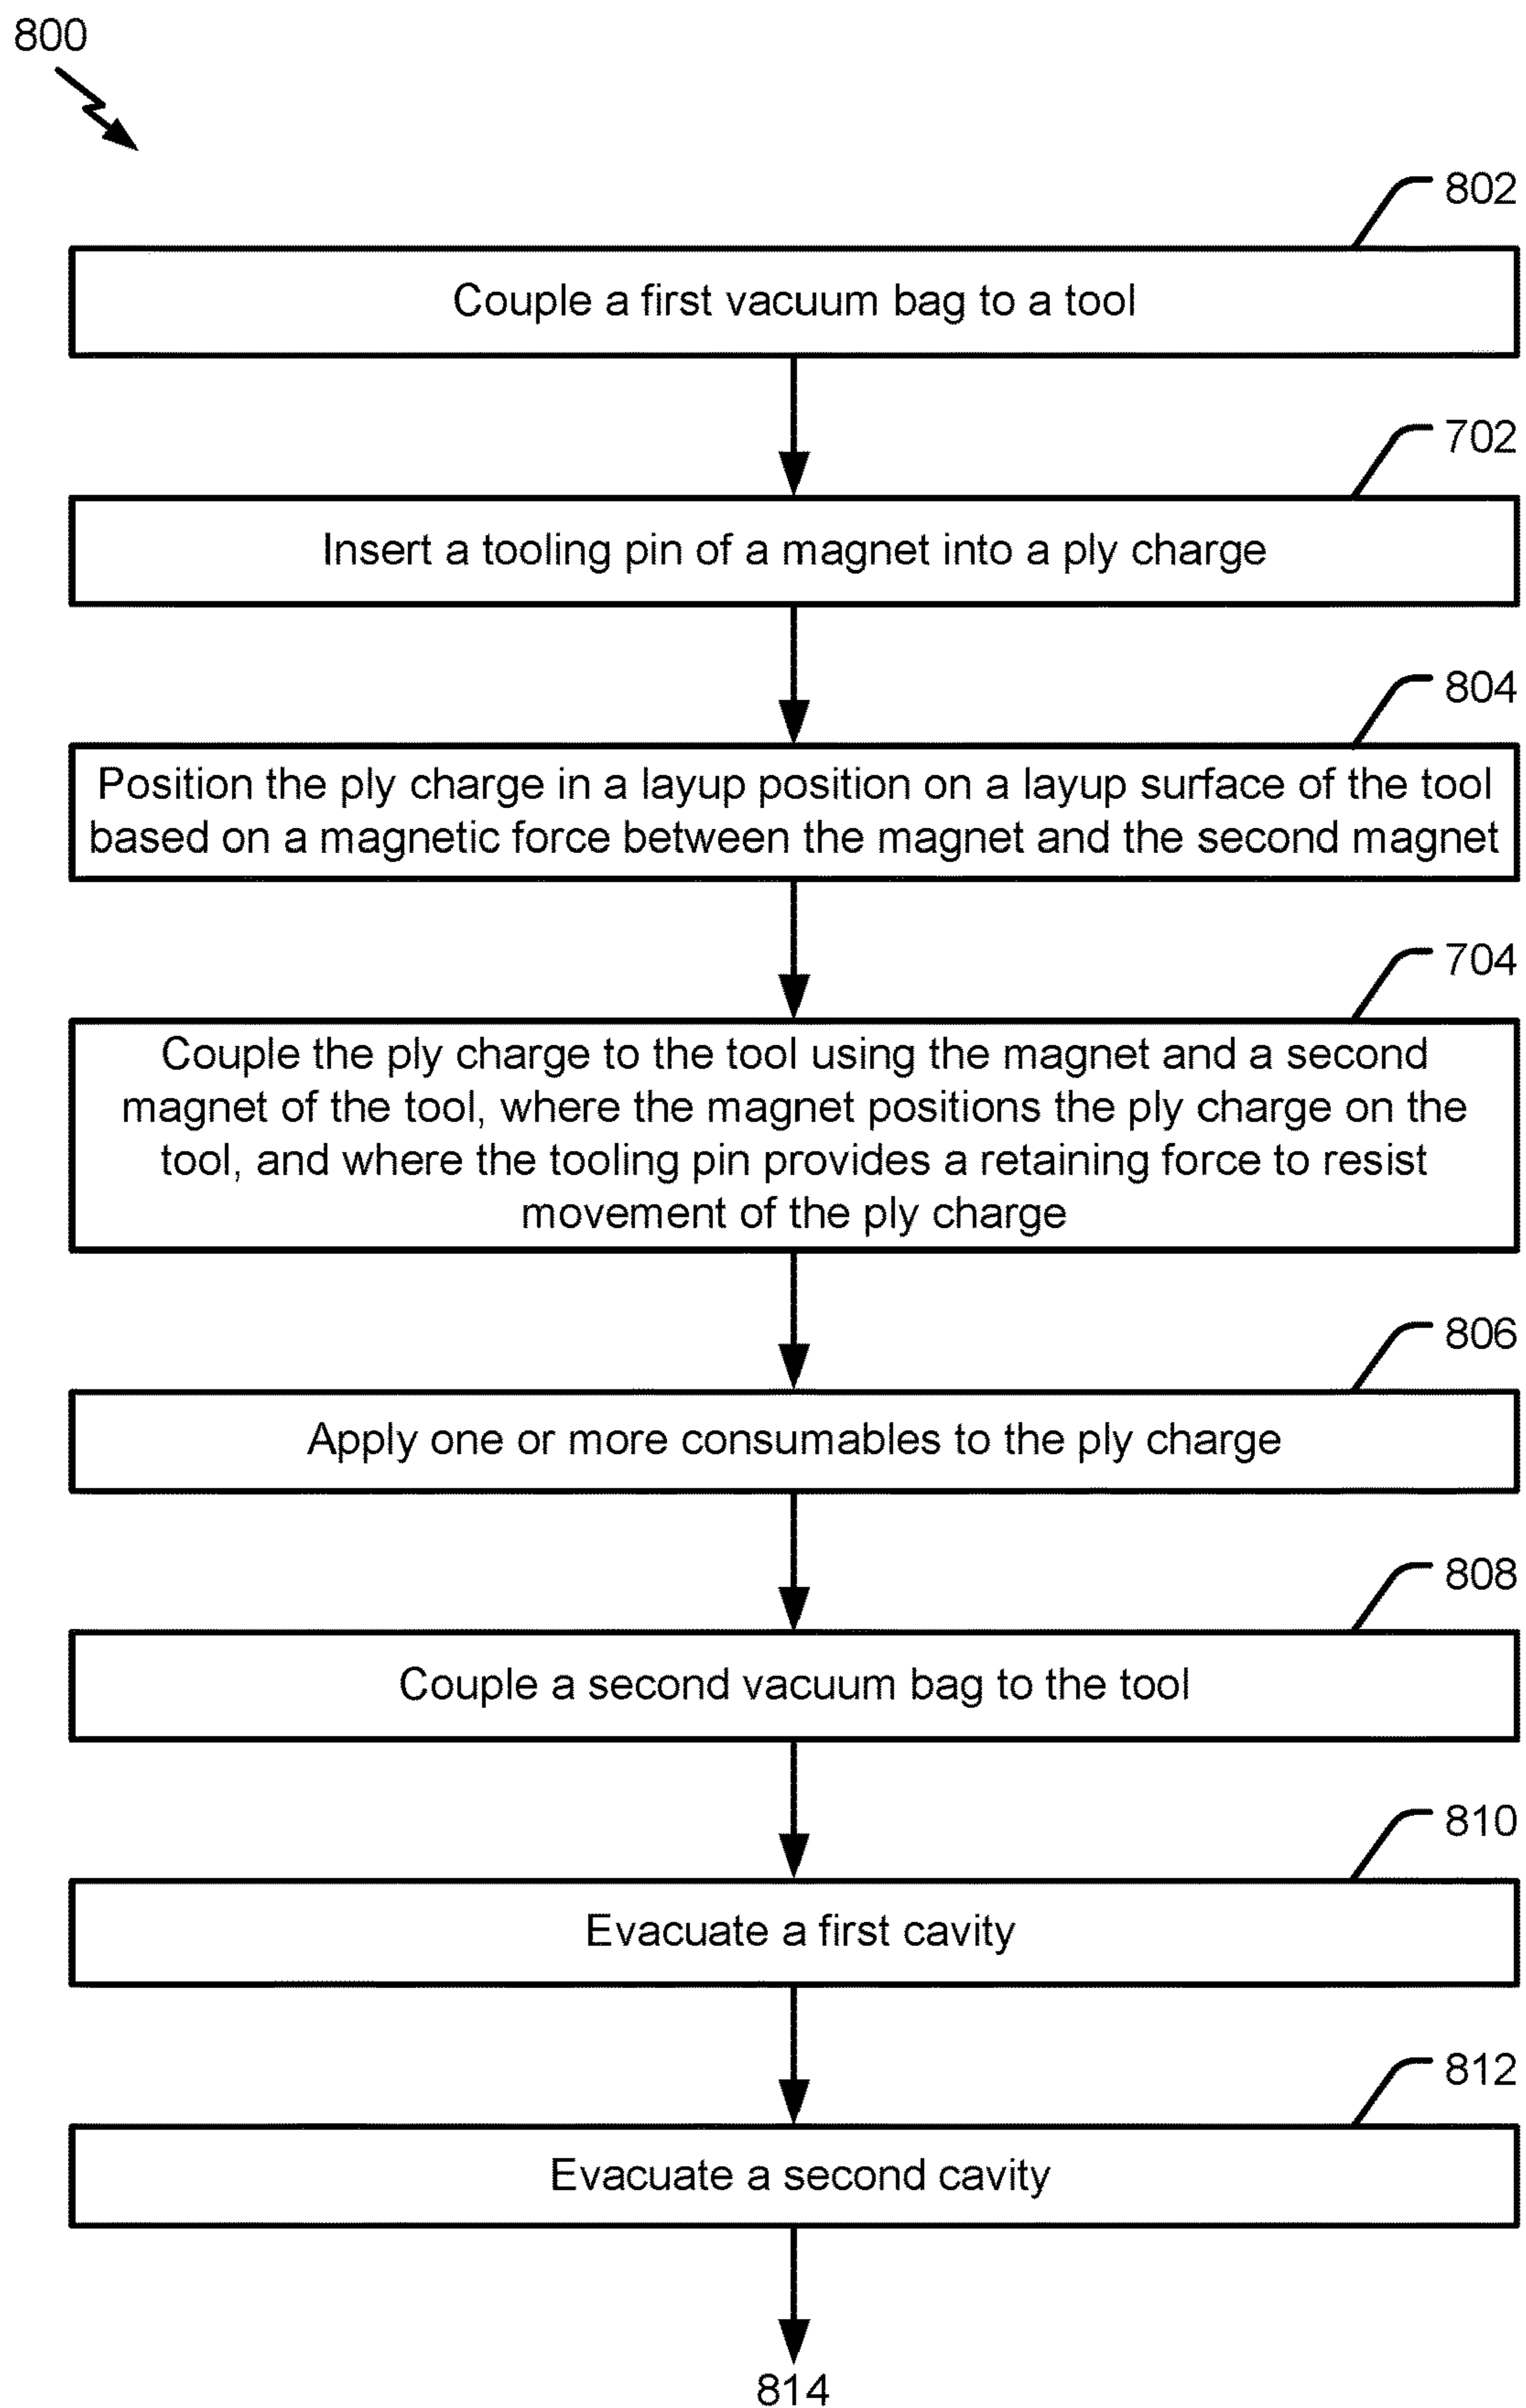 800
802
Couple a first vacuum bag to a tool
702
Insert a tooling pin of a magnet into a ply charge
804
Position the ply charge in a layup position on a layup surface of the tool
based on a magnetic force between the magnet and the second magnet
704
Couple the ply charge to the tool using the magnet and a second
magnet of the tool, where the magnet positions the ply charge on the
tool, and where the tooling pin provides a retaining force to resist
movement of the ply charge
806
Apply one or more consumables to the ply charge
808
Couple a second vacuum bag to the tool
810
Evacuate a first cavity
812
Evacuate a second cavity
814